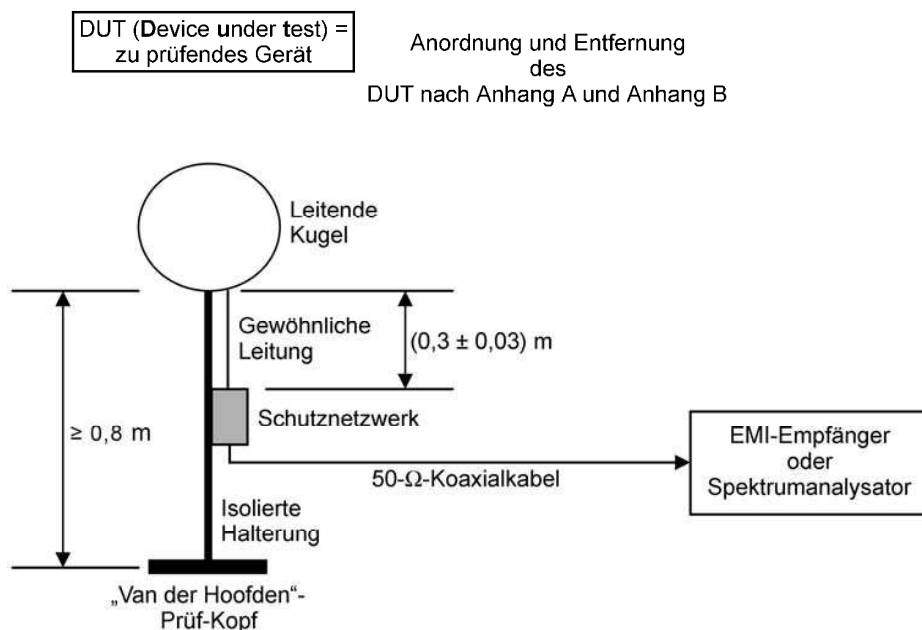 DUT (Device under test) =
zu prüfendes Gerät
Anordnung und Entfernung
des
DUT nach Anhang A und Anhang B
Leitende
Kugel
Gewöhnliche
Leitung
(0,3 ± 0,03) m
≥ 0,8 m
Schutznetzwerk
EMI-Empfänger
oder
Spektrumanalysator
50-Ω-Koaxialkabel
Isolierte
Halterung
„Van der Hoofden“-
Prüf-Kopf